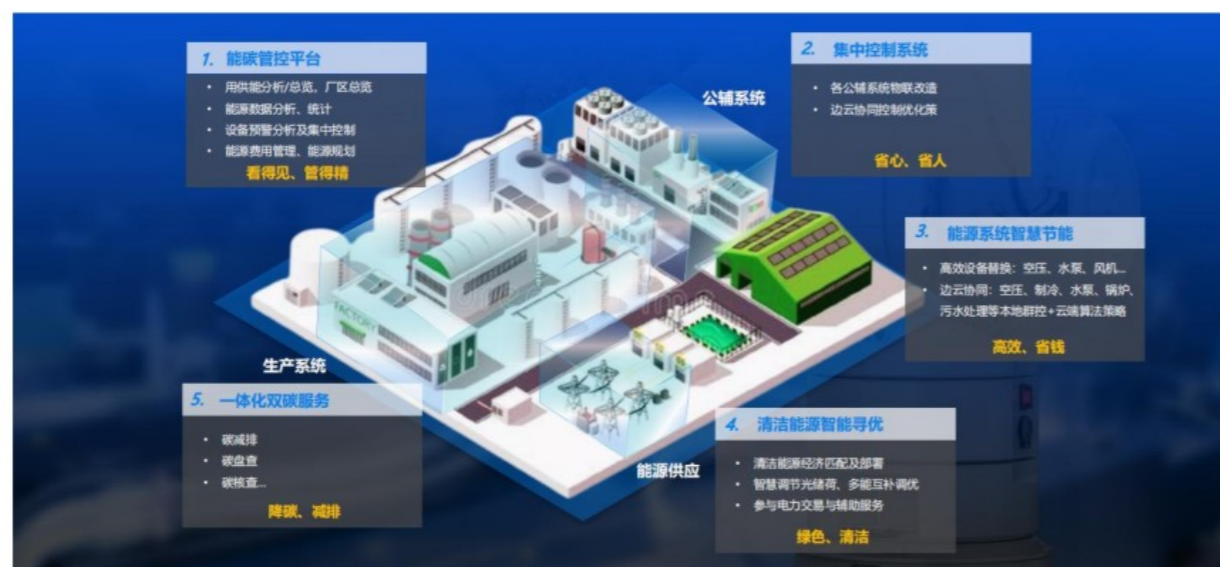 1. 能碳管控平台
• 用供能分析/总览，厂区总览
• 能源数据分析、统计
• 设备预警分析及集中控制
• 能源费用管理、能源规划
看得见、管得精
公辅系统
2. 集中控制系统
• 各公辅系统物联改造
• 边云协同控制优化策
省心、省人
3. 能源系统智慧节能
• 高效设备替换：空压、水泵、风机...
• 边云协同：空压、制冷、水泵、锅炉、
污水处理等本地群控+云端算法策略
高效、省钱
FACTORY
生产系统
5. 一体化双碳服务
• 碳减排
• 碳盘查
• 碳核查...
降碳、减排
能源供应
4. 清洁能源智能寻优
• 清洁能源经济匹配及部署
• 智慧调节光储荷、多能互补调优
• 参与电力交易与辅助服务
绿色、清洁